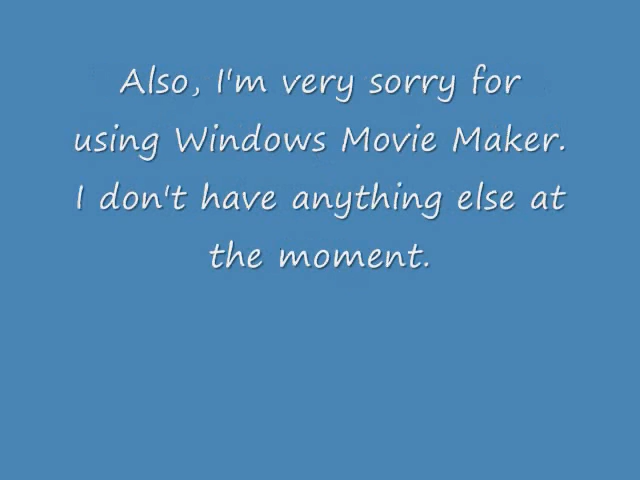 Also, I'm very sorry for
using Windows Movie Maker.
I don't have anything else at
the moment.